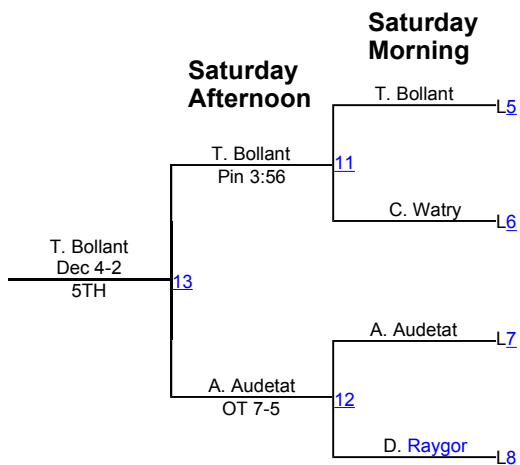 Saturday
Morning
Saturday
Afternoon
T. Bollant
L5
T. Bollant
Pin 3:56
11
C. Watry
L6
T. Bollant
Dec 4-2
5TH
13
A. Audetat
L7
A. Audetat
OT 7-5
12
D. Raygor
L8